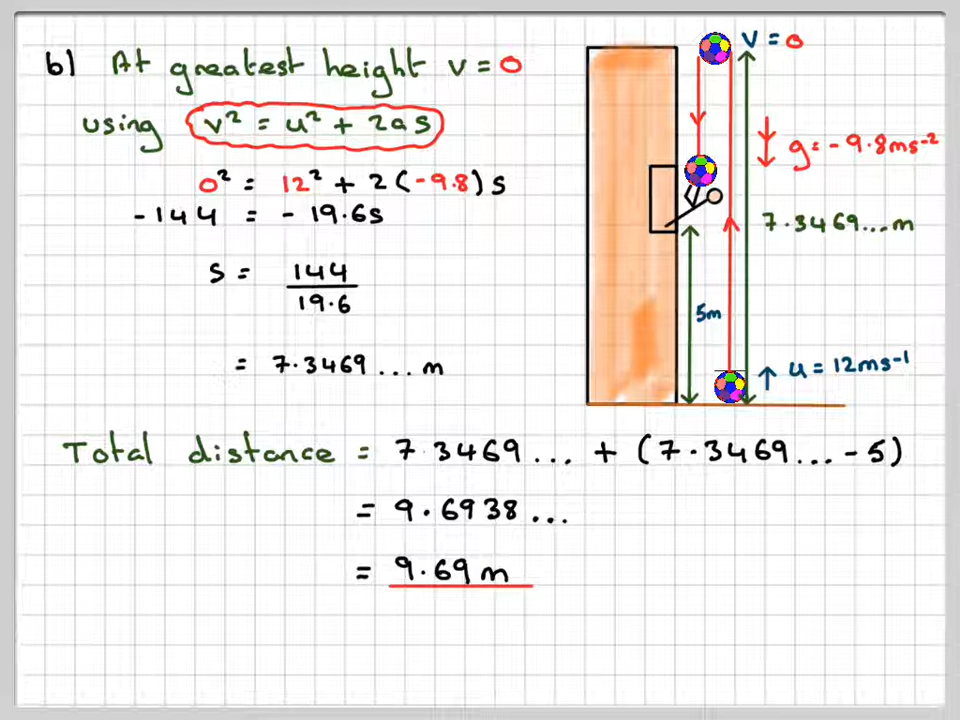 b) At greatest height v = 0
using v² = u² + 2as
0² = 12² + 2(-9.8)s
-144 = -19.6s
s = 144
19.6
= 7.3469... m
v = 0
g = -9.8ms⁻²
7.3469...m
5m
u = 12ms⁻¹
Total distance = 7.3469... + (7.3469... - 5)
= 9.6938...
= 9.69m